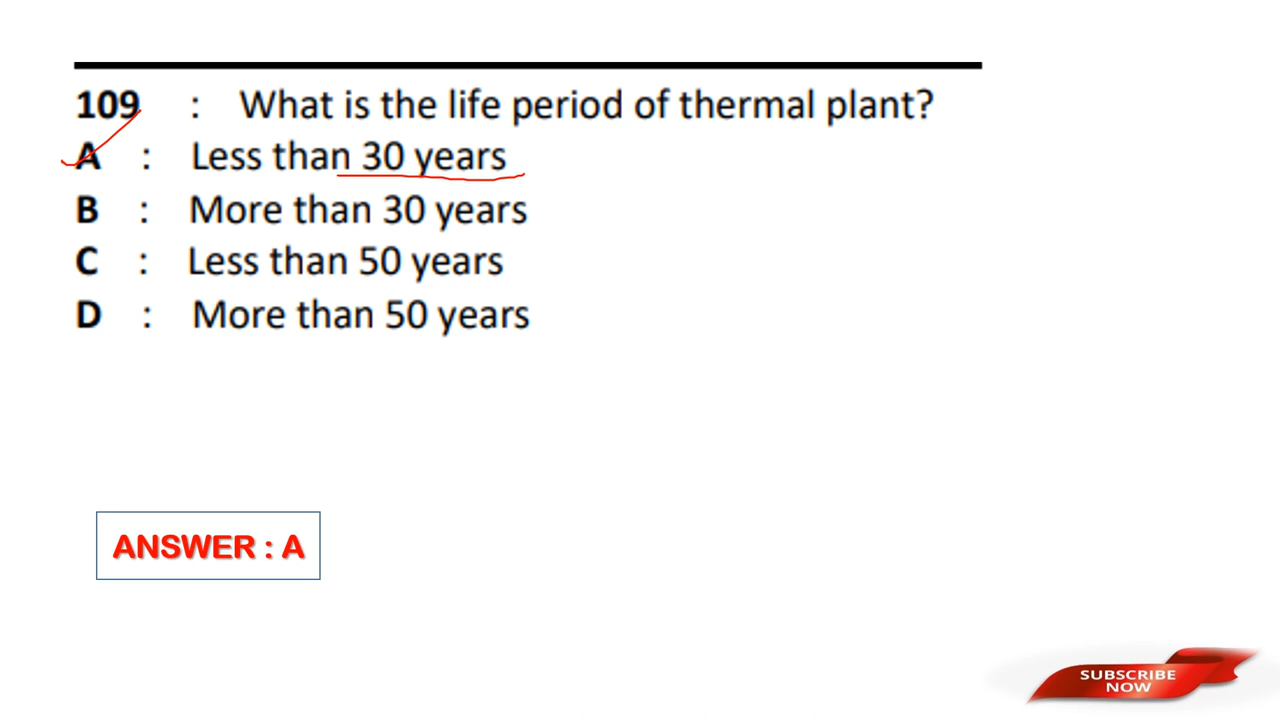 109 : What is the life period of thermal plant?
A : Less than 30 years
B : More than 30 years
C : Less than 50 years
D : More than 50 years
ANSWER : A
SUBSCRIBE
NOW